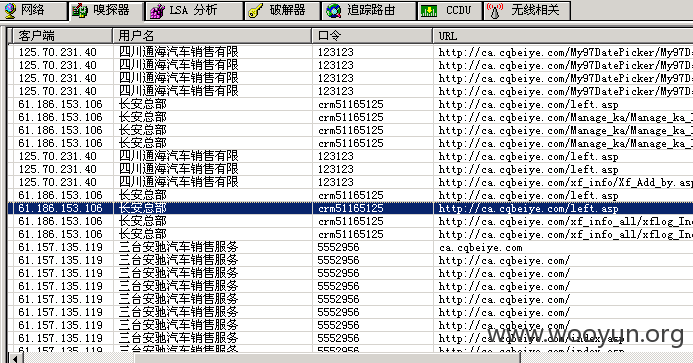 网络 嗅探器 LSA 分析 破解器 追踪路由 CCDU 无线相关
客户端 用户名 口令 URL
125.70.231.40 四川通海汽车销售有限 123123 http://ca.cqbeiye.com/My97DatePicker/My97D
125.70.231.40 四川通海汽车销售有限 123123 http://ca.cqbeiye.com/My97DatePicker/My97D
125.70.231.40 四川通海汽车销售有限 123123 http://ca.cqbeiye.com/My97DatePicker/My97D
125.70.231.40 四川通海汽车销售有限 123123 http://ca.cqbeiye.com/My97DatePicker/My97D
61.186.153.106 长安总部 crm51165125 http://ca.cqbeiye.com/left.asp
61.186.153.106 长安总部 crm51165125 http://ca.cqbeiye.com/Manage_ka/Manage_ka_
61.186.153.106 长安总部 crm51165125 http://ca.cqbeiye.com/Manage_ka/Manage_ka_
61.186.153.106 长安总部 crm51165125 http://ca.cqbeiye.com/Manage_ka/Manage_ka_
125.70.231.40 四川通海汽车销售有限 123123 http://ca.cqbeiye.com/left.asp
125.70.231.40 四川通海汽车销售有限 123123 http://ca.cqbeiye.com/left.asp
125.70.231.40 四川通海汽车销售有限 123123 http://ca.cqbeiye.com/xf_info/Xf_Add_by.asp
61.186.153.106 长安总部 crm51165125 http://ca.cqbeiye.com/left.asp
61.186.153.106 长安总部 crm51165125 http://ca.cqbeiye.com/left.asp
61.186.153.106 长安总部 crm51165125 http://ca.cqbeiye.com/xf_info_all/xflog_In
61.186.153.106 长安总部 crm51165125 http://ca.cqbeiye.com/xf_info_all/xflog_In
61.157.135.119 三台安驰汽车销售服务 5552956 ca.cqbeiye.com
61.157.135.119 三台安驰汽车销售服务 5552956 http://ca.cqbeiye.com/
61.157.135.119 三台安驰汽车销售服务 5552956 http://ca.cqbeiye.com/
61.157.135.119 三台安驰汽车销售服务 5552956 http://ca.cqbeiye.com/
61.157.135.119 三台安驰汽车销售服务 5552956 http://ca.cqbeiye.com/
61.157.135.119 三台安驰汽车销售服务 5552956 http://ca.cqbeiye.com/
61.157.135.119 三台安驰汽车销售服务 5552956 http://ca.cqbeiye.com/index.asp
61.157.135.119 三台安驰汽车销售服务 5552956 http://ca.cqbeiye.com/index.asp
www.wooyun.org